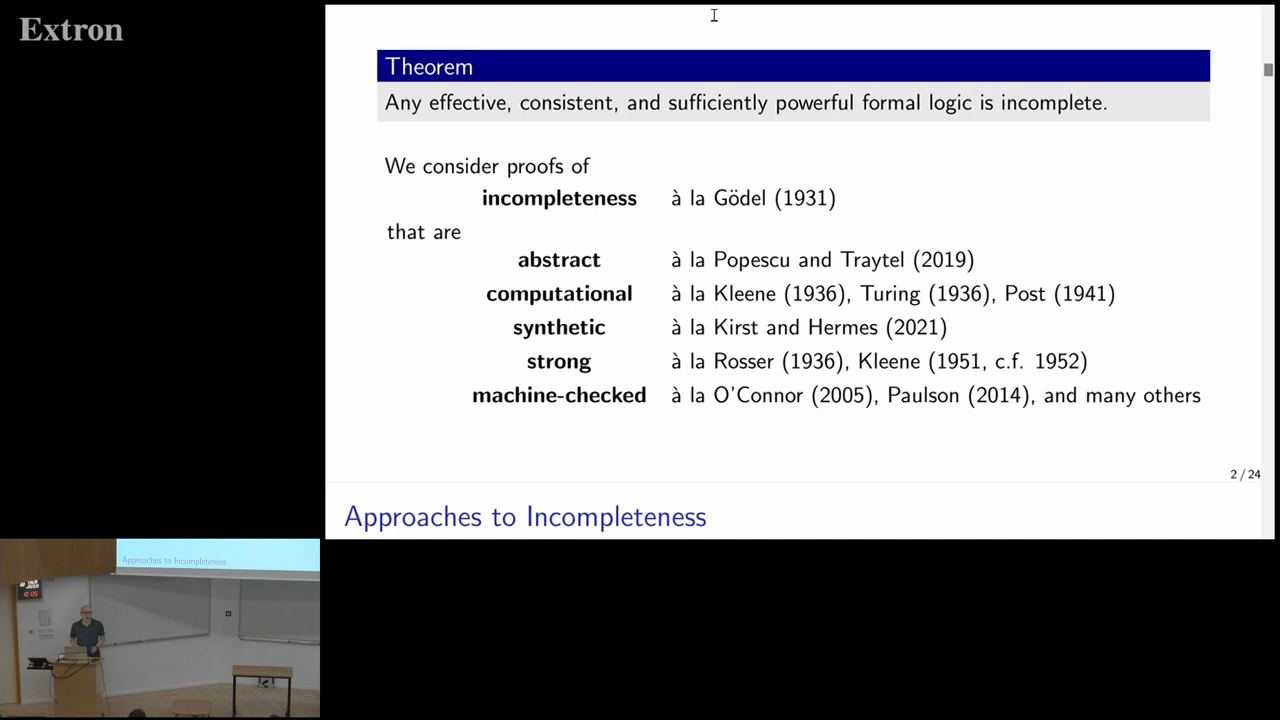 Extron
Theorem
Any effective, consistent, and sufficiently powerful formal logic is incomplete.
We consider proofs of
incompleteness à la Gödel (1931)
that are
abstract à la Popescu and Traytel (2019)
computational à la Kleene (1936), Turing (1936), Post (1941)
synthetic à la Kirst and Hermes (2021)
strong à la Rosser (1936), Kleene (1951, c.f. 1952)
machine-checked à la O'Connor (2005), Paulson (2014), and many others
2 / 24
Approaches to Incompleteness
Approaches to Incompleteness